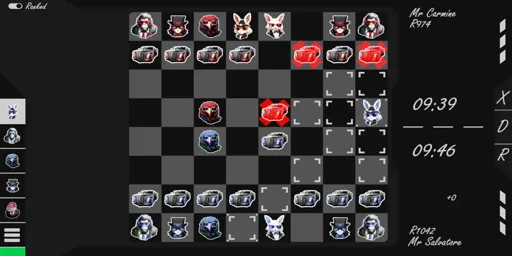 Ranked
Mr Carmine
R974
09:39
X
D
R
09:46
+0
R1042
Mr Salvatore